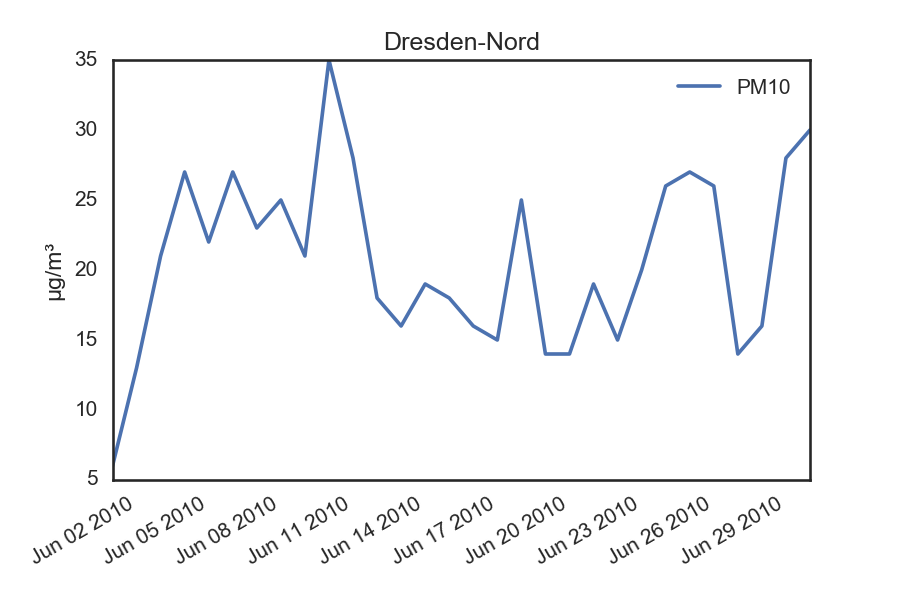 Dresden-Nord
PM10
µg/m³
35
30
25
20
15
10
5
Jun 02 2010
Jun 05 2010
Jun 08 2010
Jun 11 2010
Jun 14 2010
Jun 17 2010
Jun 20 2010
Jun 23 2010
Jun 26 2010
Jun 29 2010